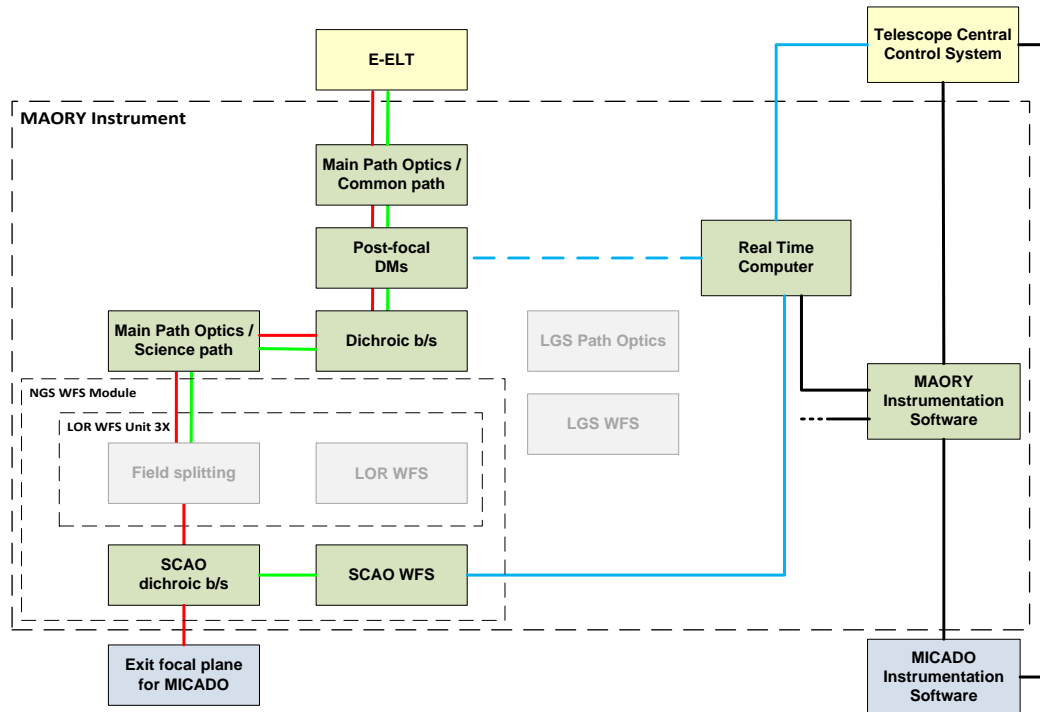 Telescope Central
Control System
E-ELT
MAORY Instrument
Main Path Optics /
Common path
Post-focal
DMs
Real Time
Computer
Main Path Optics /
Science path
Dichroic b/s
LGS Path Optics
NGS WFS Module
MAORY
Instrumentation
Software
LOR WFS Unit 3X
LGS WFS
Field splitting
LOR WFS
SCAO
dichroic b/s
SCAO WFS
Exit focal plane
for MICADO
MICADO
Instrumentation
Software